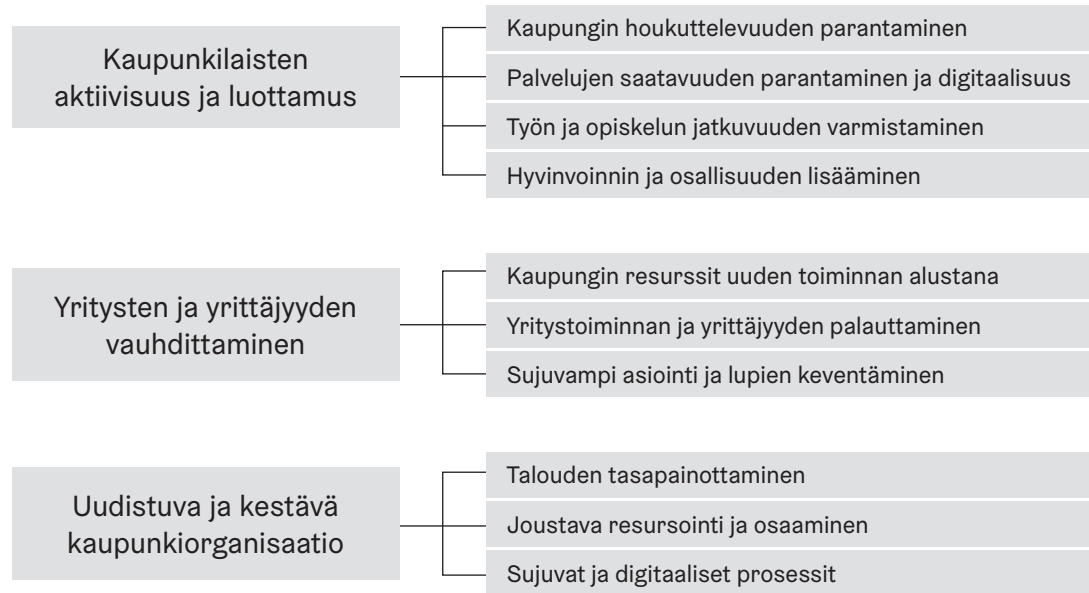 Kaupunkilaisten
aktiivisuus ja luottamus
Kaupungin houkuttelevuuden parantaminen
Palvelujen saatavuuden parantaminen ja digitaalisuus
Työn ja opiskelun jatkuvuuden varmistaminen
Hyvinvoinnin ja osallisuuden lisääminen
Yritysten ja yrittäjyyden
vauhdittaminen
Kaupungin resurssit uuden toiminnan alustana
Yritystoiminnan ja yrittäjyyden palauttaminen
Sujuvampi asiointi ja lupien keventäminen
Uudistuva ja kestävä
kaupunkiorganisaatio
Talouden tasapainottaminen
Joustava resursointi ja osaaminen
Sujuvat ja digitaaliset prosessit